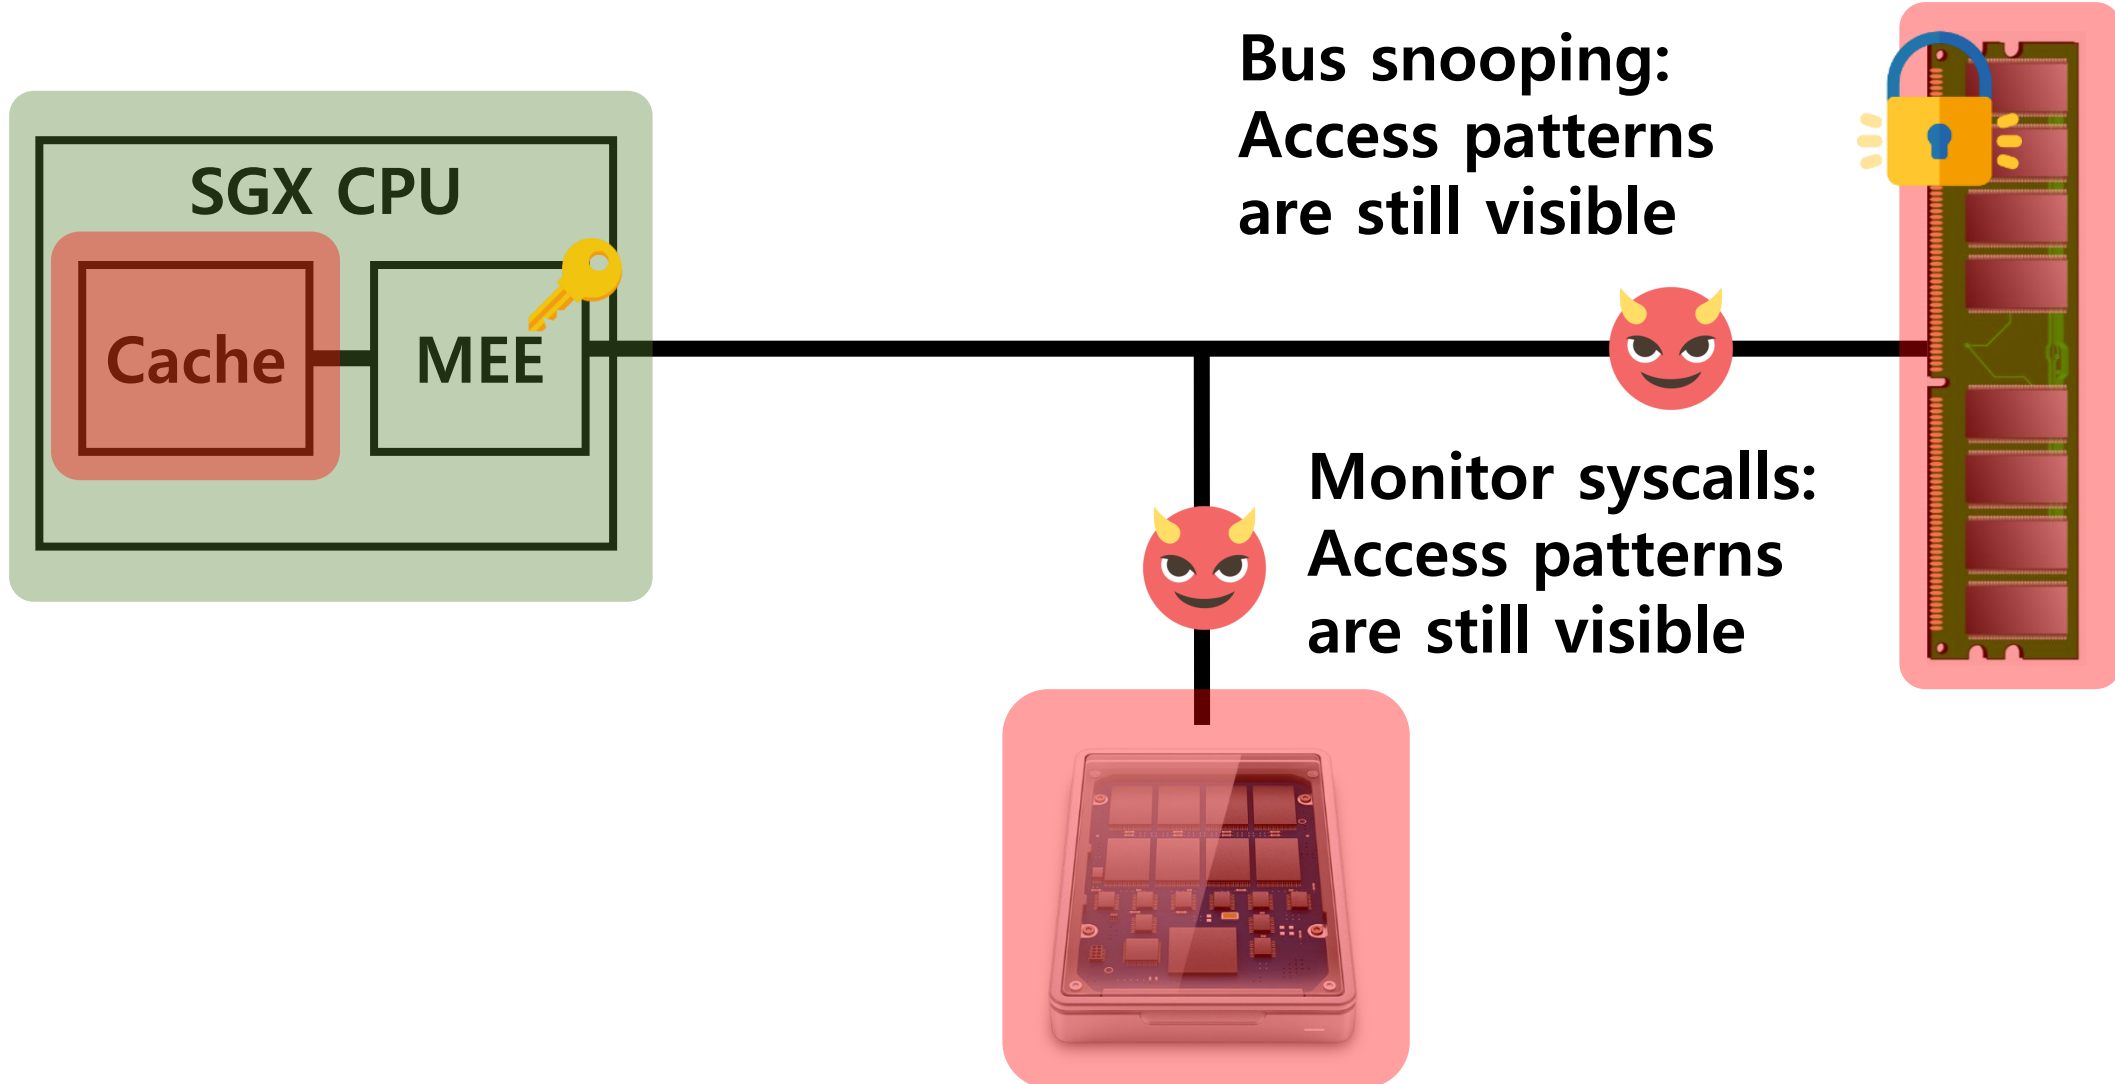 SGX CPU
Cache
MEE
Bus snooping:
Access patterns
are still visible
Monitor syscalls:
Access patterns
are still visible